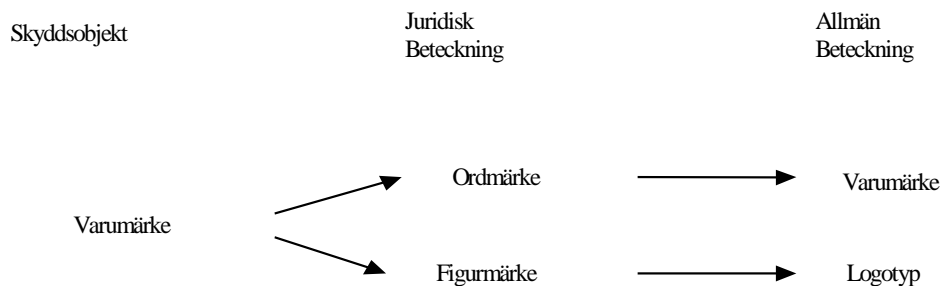 Skyddsobjekt
Juridisk
Beteckning
Allmän
Beteckning
Ordmärke
Varumärke
Varumärke
Figurmärke
Logotyp